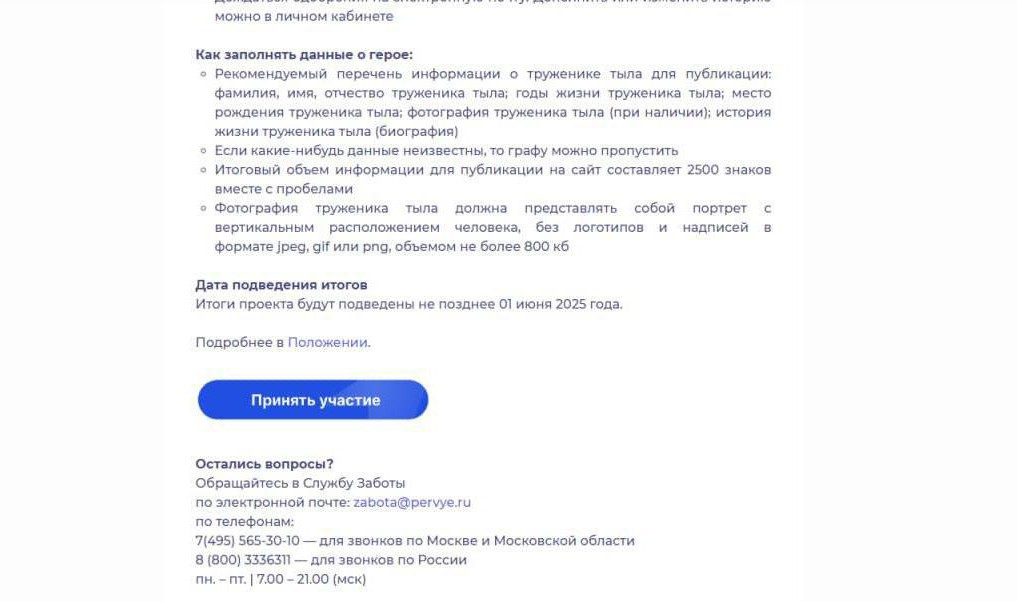 можно в личном кабинете
Как заполнять данные о герое:
Рекомендуемый перечень информации о труженике тыла для публикации:
фамилия, имя, отчество труженика тыла; годы жизни труженика тыла; место
рождения труженика тыла; фотография труженика тыла (при наличии); история
жизни труженика тыла (биография)
Если какие-нибудь данные неизвестны, то графу можно пропустить
Итоговый объем информации для публикации на сайт составляет 2500 знаков
вместе с пробелами
Фотография труженика тыла должна представлять собой портрет с
вертикальным расположением человека, без логотипов и надписей в
формате jpeg, gif или png, объемом не более 800 кб
Дата подведения итогов
Итоги проекта будут подведены не позднее 01 июня 2025 года.
Подробнее в Положении.
Принять участие
Остались вопросы?
Обращайтесь в Службу Заботы
по электронной почте: zabota@pervye.ru
по телефонам:
7(495) 565-30-10 — для звонков по Москве и Московской области
8 (800) 3336311 — для звонков по России
пн. – пт. | 7.00 – 21.00 (мск)